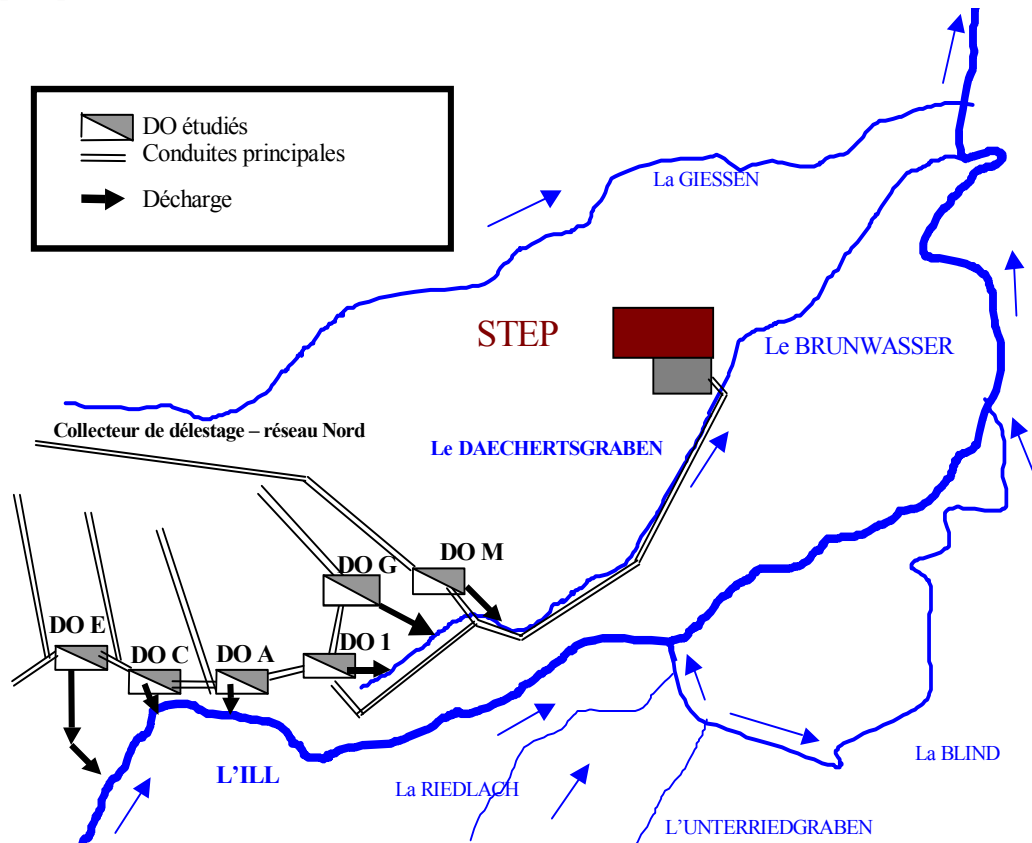 DO étudiés
Conduites principales
Décharge
La GIESSEN
STEP
Le BRUNWASSER
Collecteur de délestage – réseau Nord
Le DAECHERTSGRABEN
DO M
DO G
DO E
DO C
DO A
DO 1
L'ILL
La RIEDLACH
La BLIND
L'UNTERRIEDGRABEN